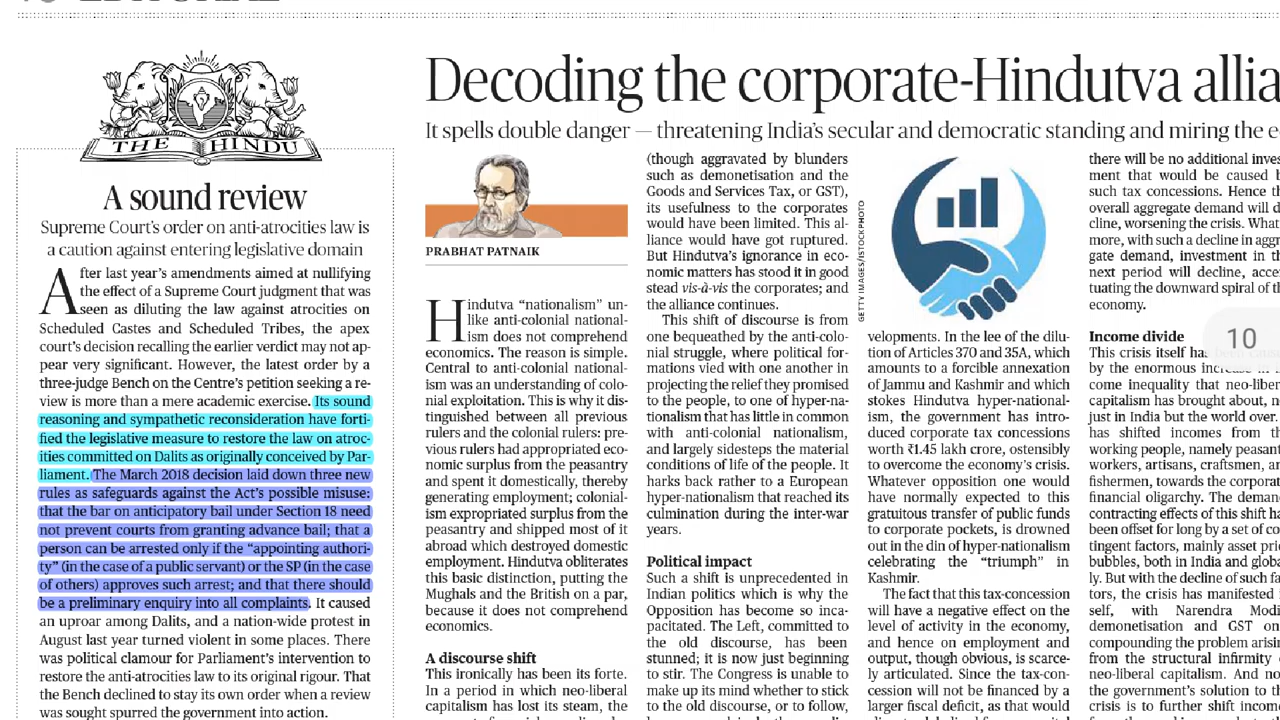 THE HINDU
A sound review
Supreme Court's order on anti-atrocities law is
a caution against entering legislative domain
After last year's amendments aimed at nullifying
the effect of a Supreme Court judgment that was
seen as diluting the law against atrocities on
Scheduled Castes and Scheduled Tribes, the apex
court's decision recalling the earlier verdict may not ap-
pear very significant. However, the latest order by a
three-judge Bench on the Centre's petition seeking a re-
view is more than a mere academic exercise. Its sound
reasoning and sympathetic reconsideration have forti-
fied the legislative measure to restore the law on atroc-
ities committed on Dalits as originally conceived by Par-
liament. The March 2018 decision laid down three new
rules as safeguards against the Act's possible misuse:
that the bar on anticipatory bail under Section 18 need
not prevent courts from granting advance bail; that a
person can be arrested only if the “appointing authori-
ty” (in the case of a public servant) or the SP (in the case
of others) approves such arrest; and that there should
be a preliminary enquiry into all complaints. It caused
an uproar among Dalits, and a nation-wide protest in
August last year turned violent in some places. There
was political clamour for Parliament's intervention to
restore the anti-atrocities law to its original rigour. That
the Bench declined to stay its own order when a review
was sought spurred the government into action.
Decoding the corporate-Hindutva allia
It spells double danger — threatening India's secular and democratic standing and miring the e
PRABHAT PATNAIK
Hindutva “nationalism” un-
like anti-colonial national-
ism does not comprehend
economics. The reason is simple.
Central to anti-colonial national-
ism was an understanding of colo-
nial exploitation. This is why it dis-
tinguished between all previous
rulers and the colonial rulers: pre-
vious rulers had appropriated eco-
nomic surplus from the peasantry
and spent it domestically, thereby
generating employment; colonial-
ism expropriated surplus from the
peasantry and shipped most of it
abroad which destroyed domestic
employment. Hindutva obliterates
this basic distinction, putting the
Mughals and the British on a par,
because it does not comprehend
economics.
A discourse shift
This ironically has been its forte.
In a period in which neo-liberal
capitalism has lost its steam, the
(though aggravated by blunders
such as demonetisation and the
Goods and Services Tax, or GST),
its usefulness to the corporates
would have been limited. This al-
liance would have got ruptured.
But Hindutva's ignorance in eco-
nomic matters has stood it in good
stead vis-à-vis the corporates; and
the alliance continues.
This shift of discourse is from
one bequeathed by the anti-colo-
nial struggle, where political for-
mations vied with one another in
projecting the relief they promised
to the people, to one of hyper-na-
tionalism that has little in common
with anti-colonial nationalism,
and largely sidesteps the material
conditions of life of the people. It
harks back rather to a European
hyper-nationalism that reached its
culmination during the inter-war
years.
Political impact
Such a shift is unprecedented in
Indian politics which is why the
Opposition has become so inca-
pacitated. The Left, committed to
the old discourse, has been
stunned; it is now just beginning
to stir. The Congress is unable to
make up its mind whether to stick
to the old discourse, or to follow,
GETTY IMAGES/ISTOCKPHOTO
velopments. In the lee of the dilu-
tion of Articles 370 and 35A, which
amounts to a forcible annexation
of Jammu and Kashmir and which
stokes Hindutva hyper-national-
ism, the government has intro-
duced corporate tax concessions
worth ₹1.45 lakh crore, ostensibly
to overcome the economy's crisis.
Whatever opposition one would
have normally expected to this
gratuitous transfer of public funds
to corporate pockets, is drowned
out in the din of hyper-nationalism
celebrating the “triumph” in
Kashmir.
The fact that this tax-concession
will have a negative effect on the
level of activity in the economy,
and hence on employment and
output, though obvious, is scarce-
ly articulated. Since the tax-con-
cession will not be financed by a
larger fiscal deficit, as that would
there will be no additional inves
ment that would be caused b
such tax concessions. Hence th
overall aggregate demand will d
cline, worsening the crisis. What
more, with such a decline in aggr
gate demand, investment in th
next period will decline, acce
tuating the downward spiral of th
economy.
Income divide
This crisis itself has
by the enormous
come inequality that neo-liber
capitalism has brought about, n
just in India but the world over.
has shifted incomes from th
working people, namely peasant
workers, artisans, craftsmen, an
fishermen, towards the corporat
financial oligarchy. The deman
contracting effects of this shift ha
been offset for long by a set of co
tingent factors, mainly asset pric
bubbles, both in India and globa
ly. But with the decline of such fa
tors, the crisis has manifested i
self, with Narendra Modi
demonetisation and GST on
compounding the problem arisin
from the structural infirmity o
neo-liberal capitalism. And no
the government's solution to th
crisis is to further shift incom
10